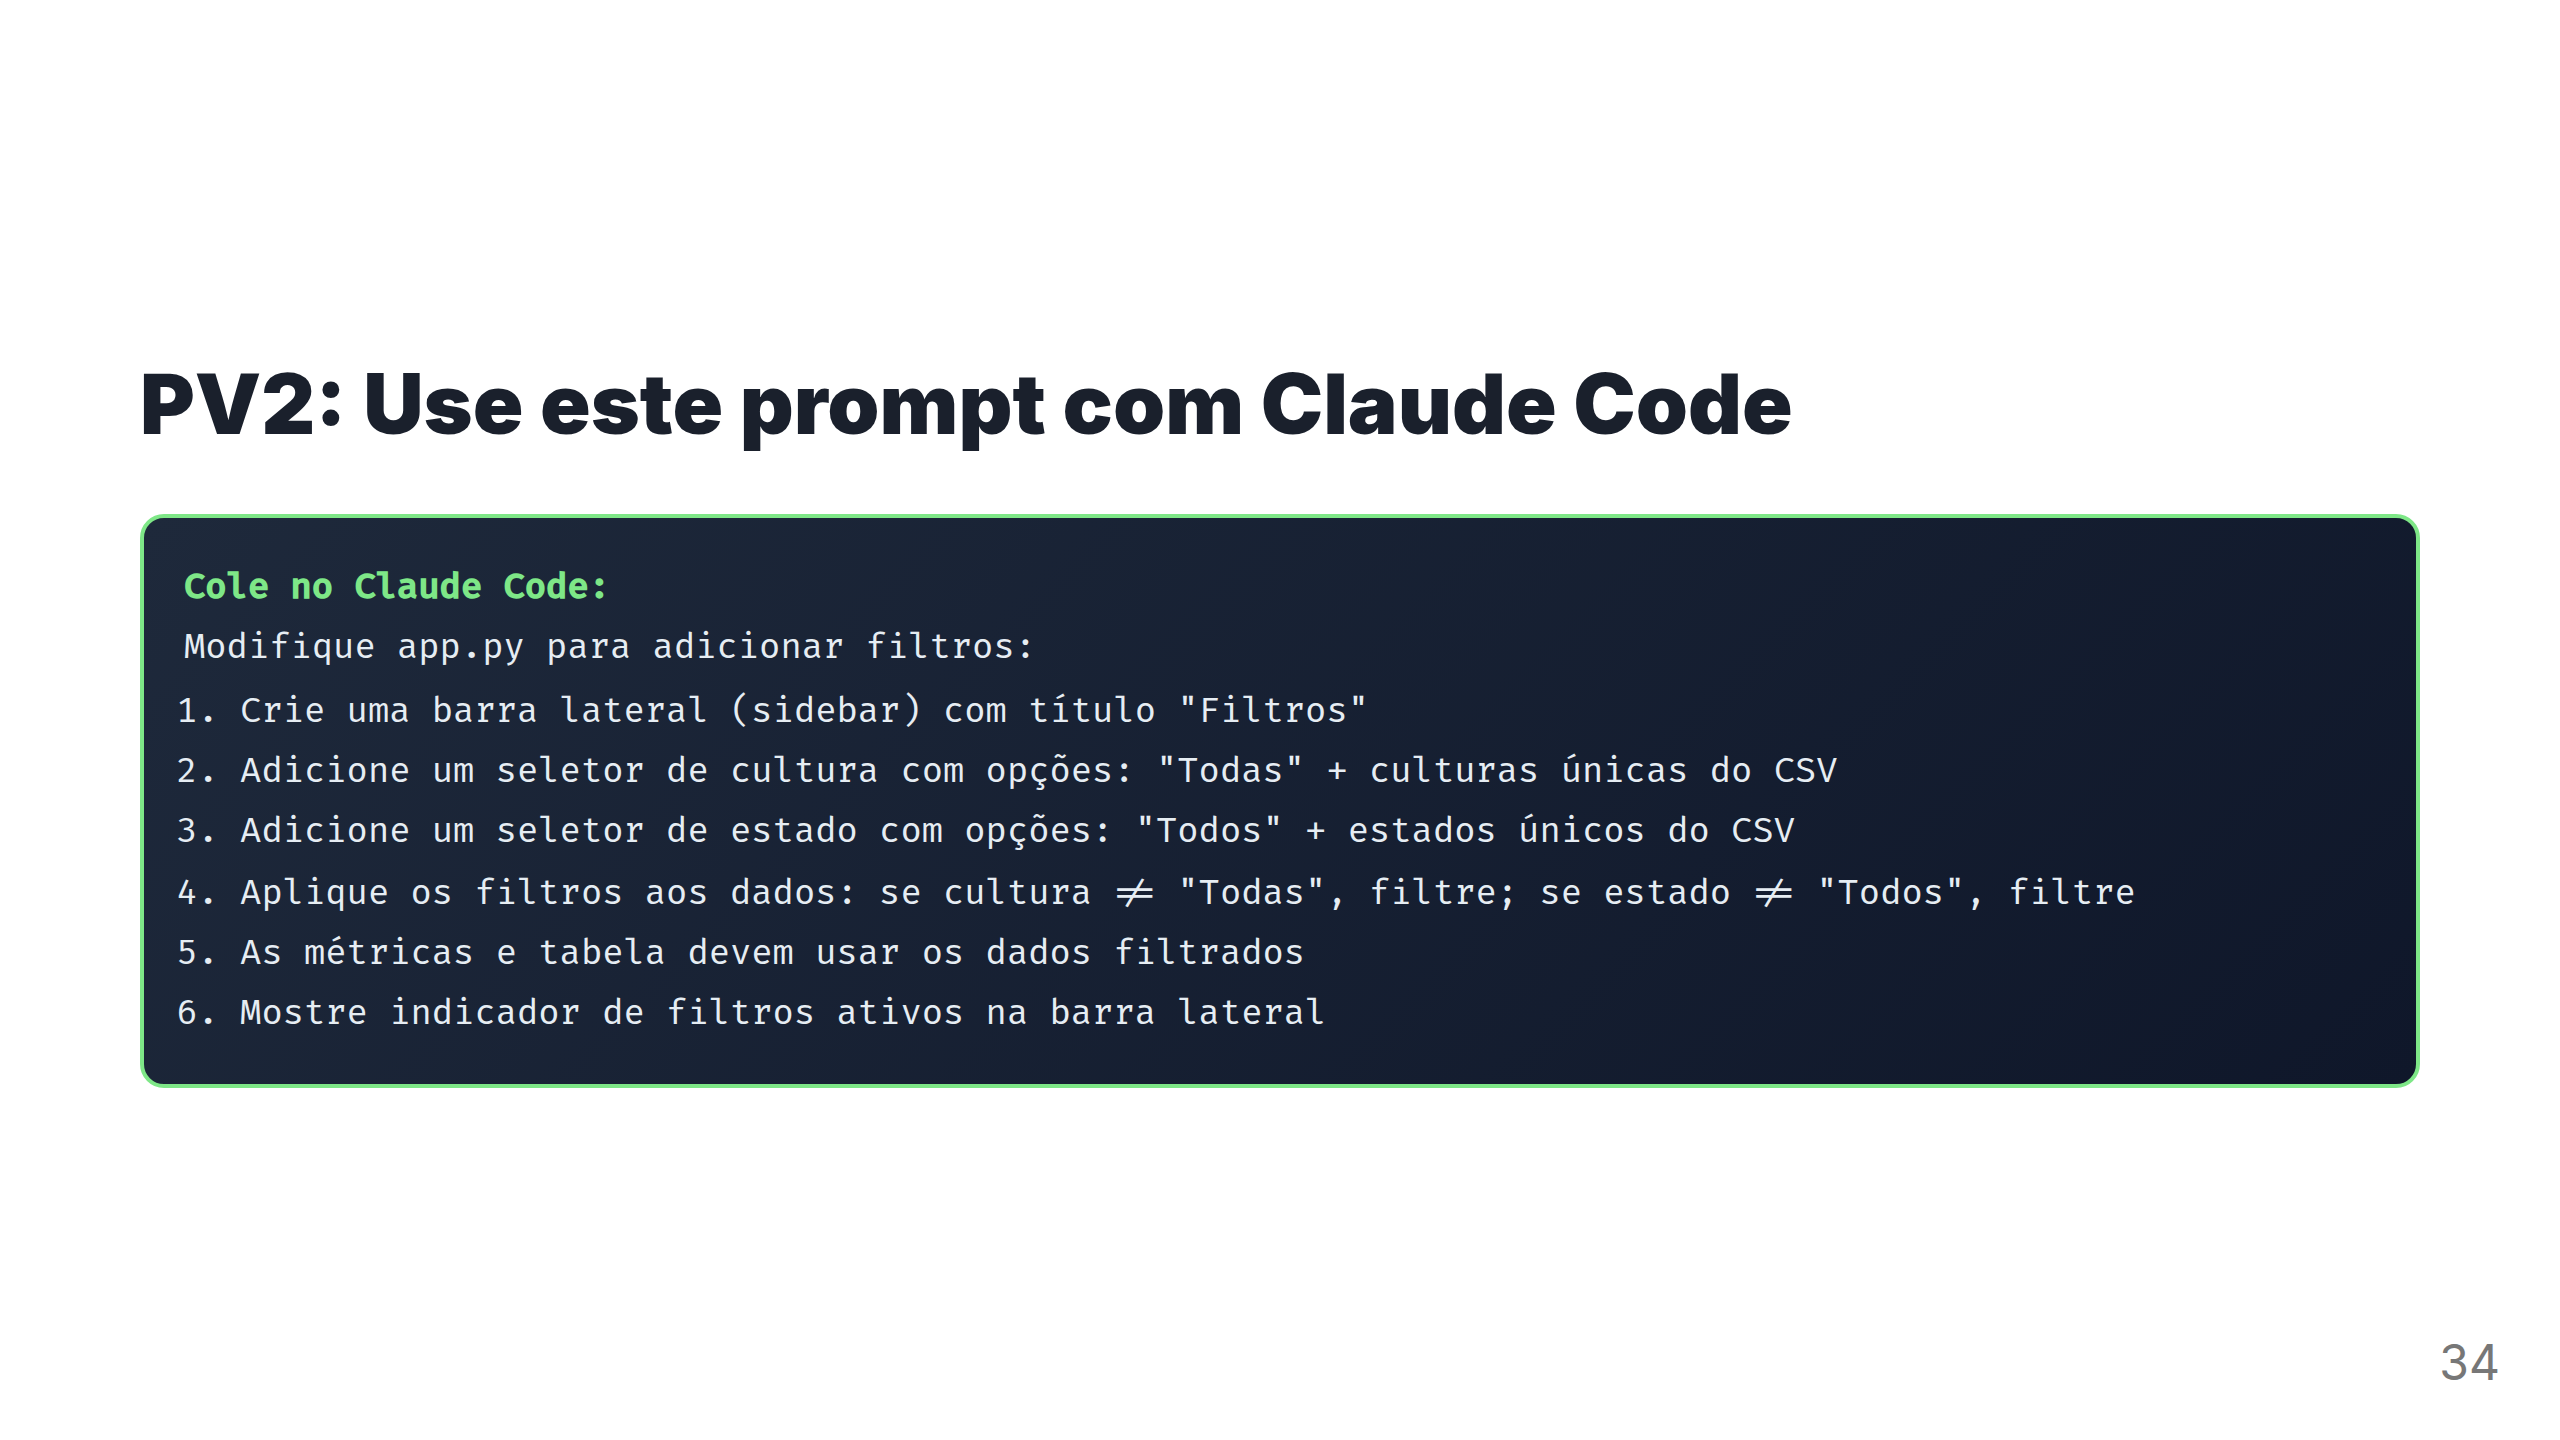 PV2: Use este prompt com Claude Code
Cole no Claude Code:
Modifique app.py para adicionar filtros:
1. Crie uma barra lateral (sidebar) com título "Filtros"
2. Adicione um seletor de cultura com opções: "Todas" + culturas únicas do CSV
3. Adicione um seletor de estado com opções: "Todos" + estados únicos do CSV
4. Aplique os filtros aos dados: se cultura != "Todas", filtre; se estado != "Todos", filtre
5. As métricas e tabela devem usar os dados filtrados
6. Mostre indicador de filtros ativos na barra lateral
34